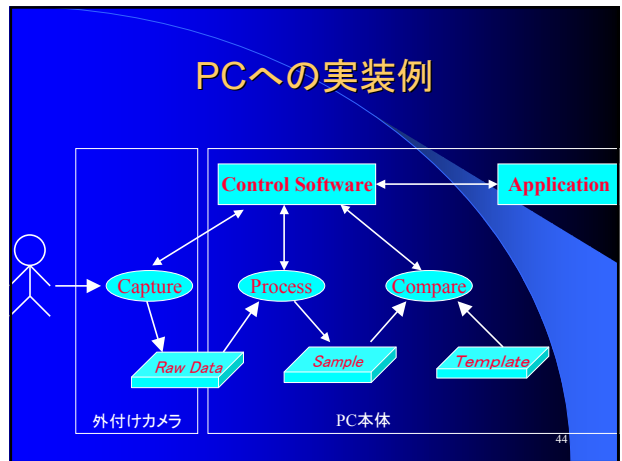 PCへの実装例
Control Software
Application
Capture
Process
Compare
Raw Data
Sample
Template
外付けカメラ
PC本体
44